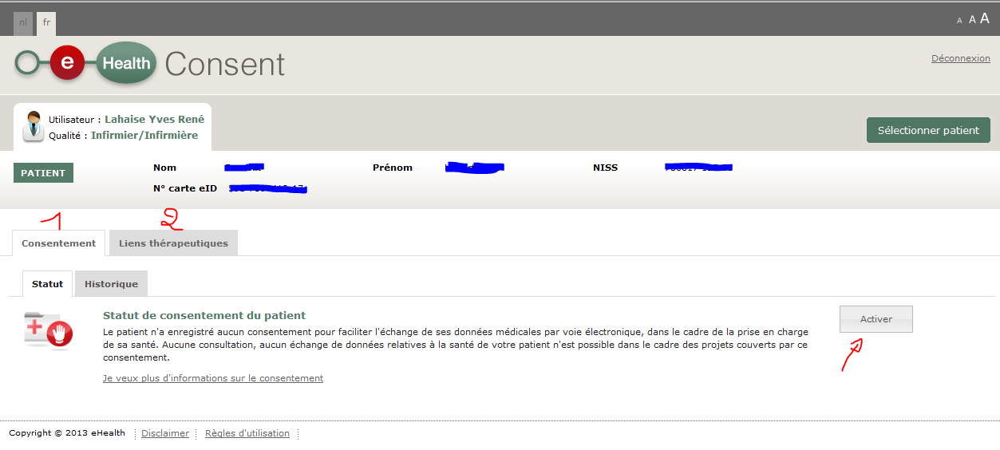 nl fr A A A
e Health Consent Déconnexion
Utilisateur : Lahaise Yves René
Qualité : Infirmier/Infirmière
Sélectionner patient
PATIENT Nom Prénom NISS
N° carte eID
1 2
Consentement Liens thérapeutiques
Statut Historique
Statut de consentement du patient
Activer
Le patient n'a enregistré aucun consentement pour faciliter l'échange de ses données médicales par voie électronique, dans le cadre de la prise en charge
de sa santé. Aucune consultation, aucun échange de données relatives à la santé de votre patient n'est possible dans le cadre des projets couverts par ce
consentement.
Je veux plus d'informations sur le consentement
Copyright © 2013 eHealth Disclaimer Règles d'utilisation